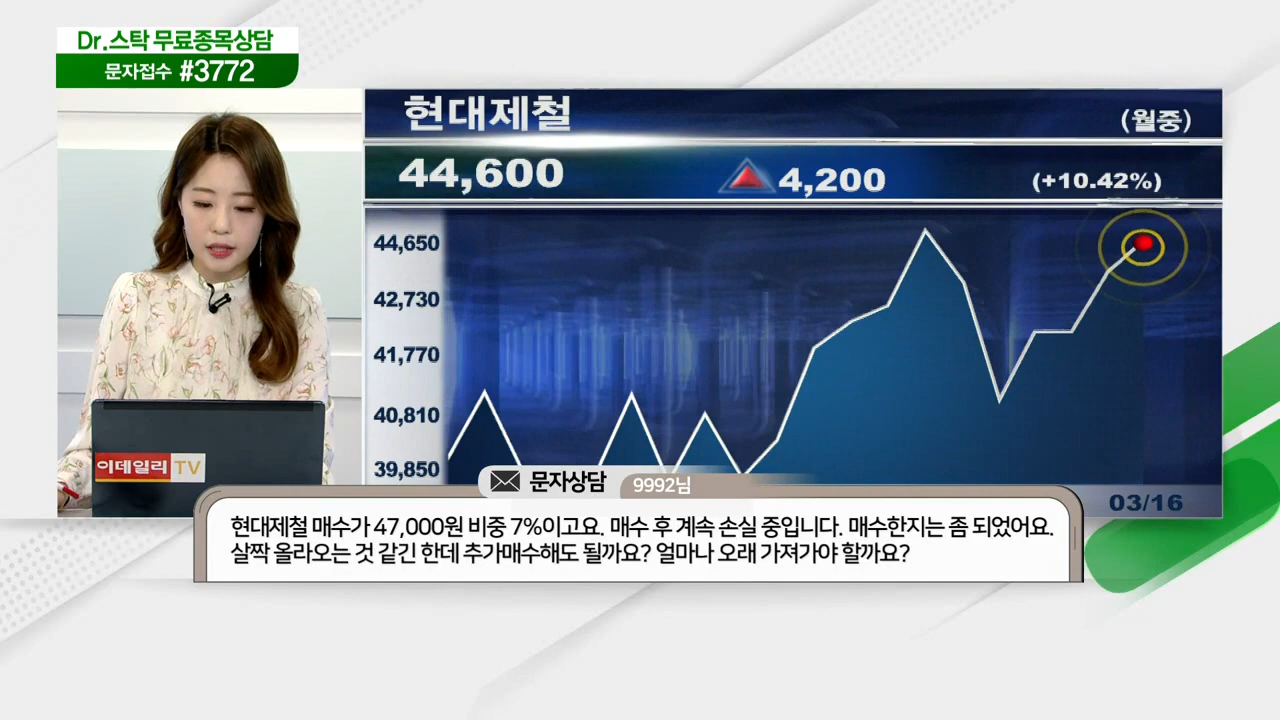 Dr.스탁 무료종목상담
문자접수 #3772
현대제철
(월중)
44,600
4,200
(+10.42%)
44,650
42,730
41,770
40,810
39,850
03/16
이데일리 TV
문자상담
9992님
현대제철 매수가 47,000원 비중 7%이고요. 매수 후 계속 손실 중입니다. 매수한지는 좀 되었어요.
살짝 올라오는 것 같긴 한데 추가매수해도 될까요? 얼마나 오래 가져가야 할까요?